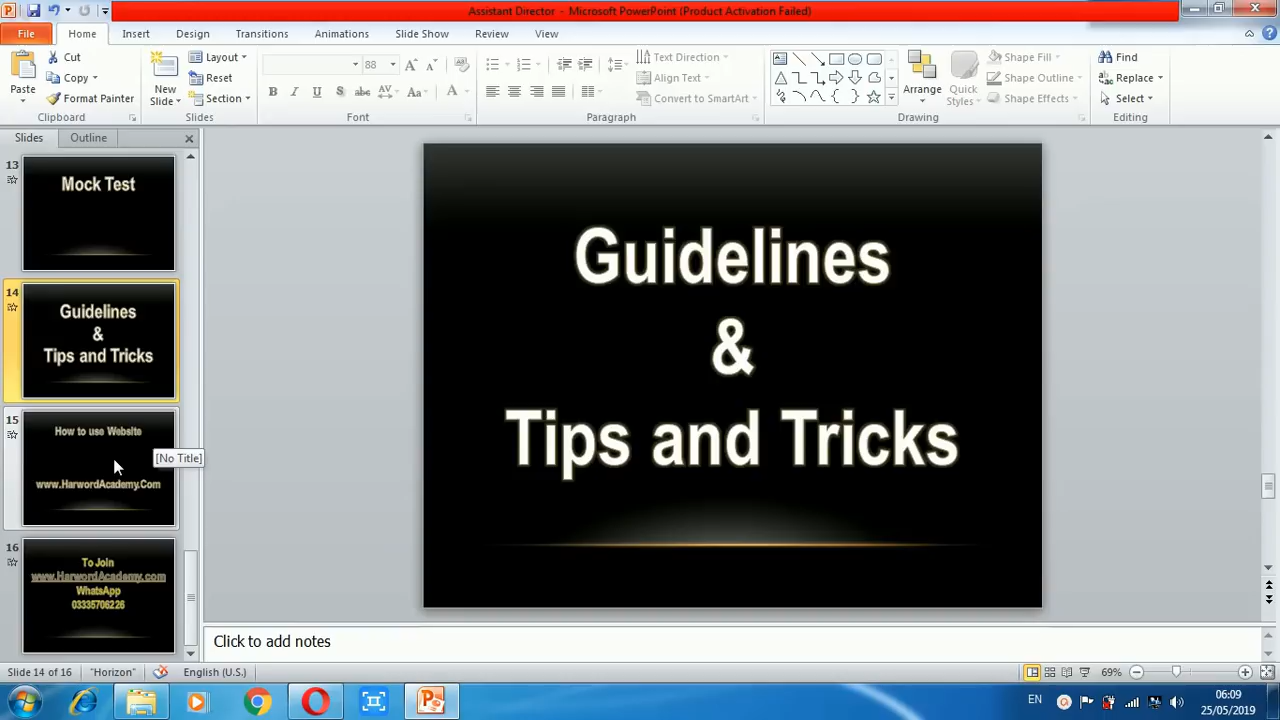 Assistant Director - Microsoft PowerPoint (Product Activation Failed)
File Home Insert Design Transitions Animations Slide Show Review View
Paste
Cut
Copy
Format Painter
Clipboard
New
Slide
Layout
Reset
Section
Slides
88
Font
Text Direction
Align Text
Convert to SmartArt
Paragraph
Arrange
Quick
Styles
Shape Fill
Shape Outline
Shape Effects
Drawing
Find
Replace
Select
Editing
Slides Outline
13
Mock Test
14
Guidelines
&
Tips and Tricks
15
How to use Website
www.HarwordAcademy.Com
[No Title]
16
To Join
www.HarwordAcademy.com
WhatsApp
03335706226
Guidelines
&
Tips and Tricks
Click to add notes
Slide 14 of 16 "Horizon" English (U.S.) 69%
EN
06:09
25/05/2019